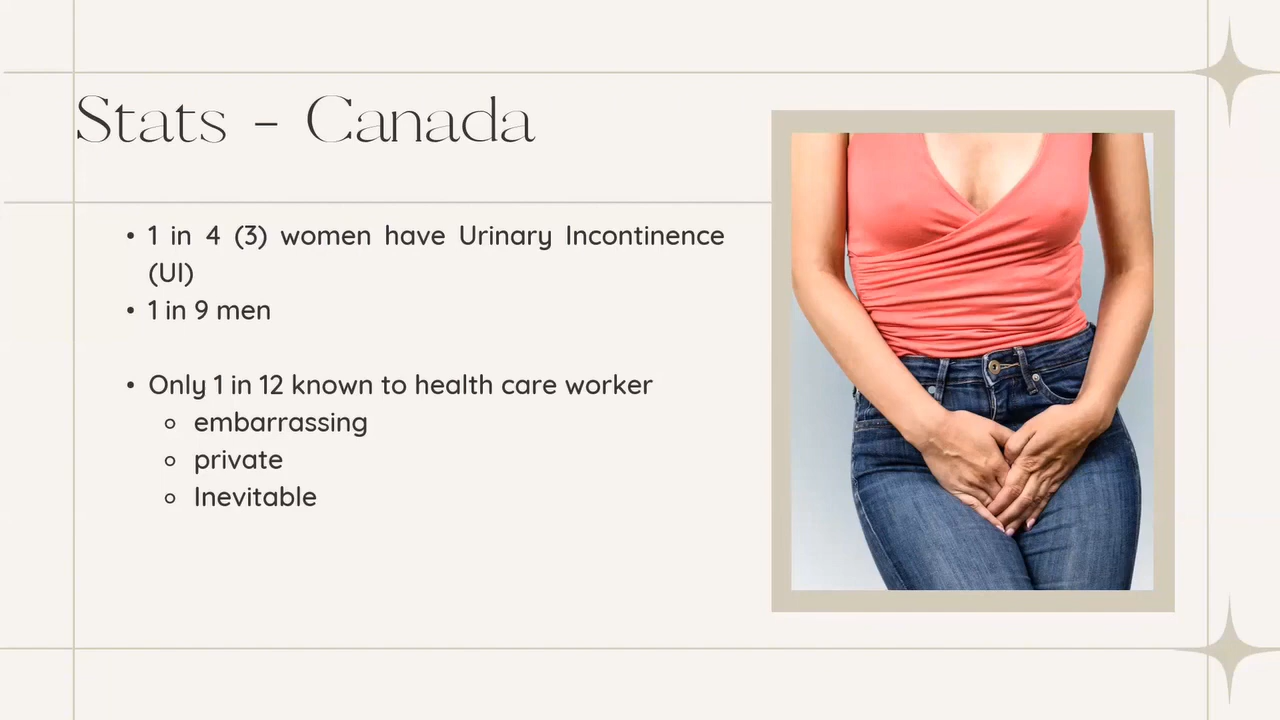 Stats - Canada
• 1 in 4 (3) women have Urinary Incontinence
(UI)
• 1 in 9 men
• Only 1 in 12 known to health care worker
○ embarrassing
○ private
○ Inevitable